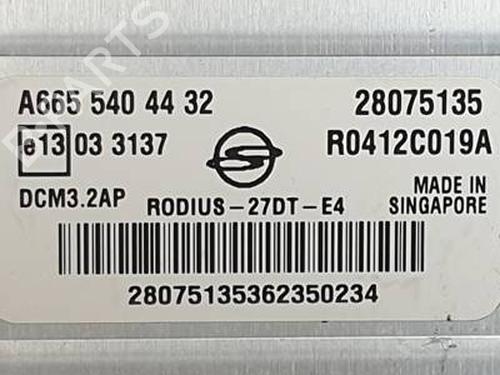 A665 540 44 32 28075135
e13 03 3137 R0412C019A
DCM3.2AP RODIUS-27DT-E4 MADE IN SINGAPORE
28075135362350234